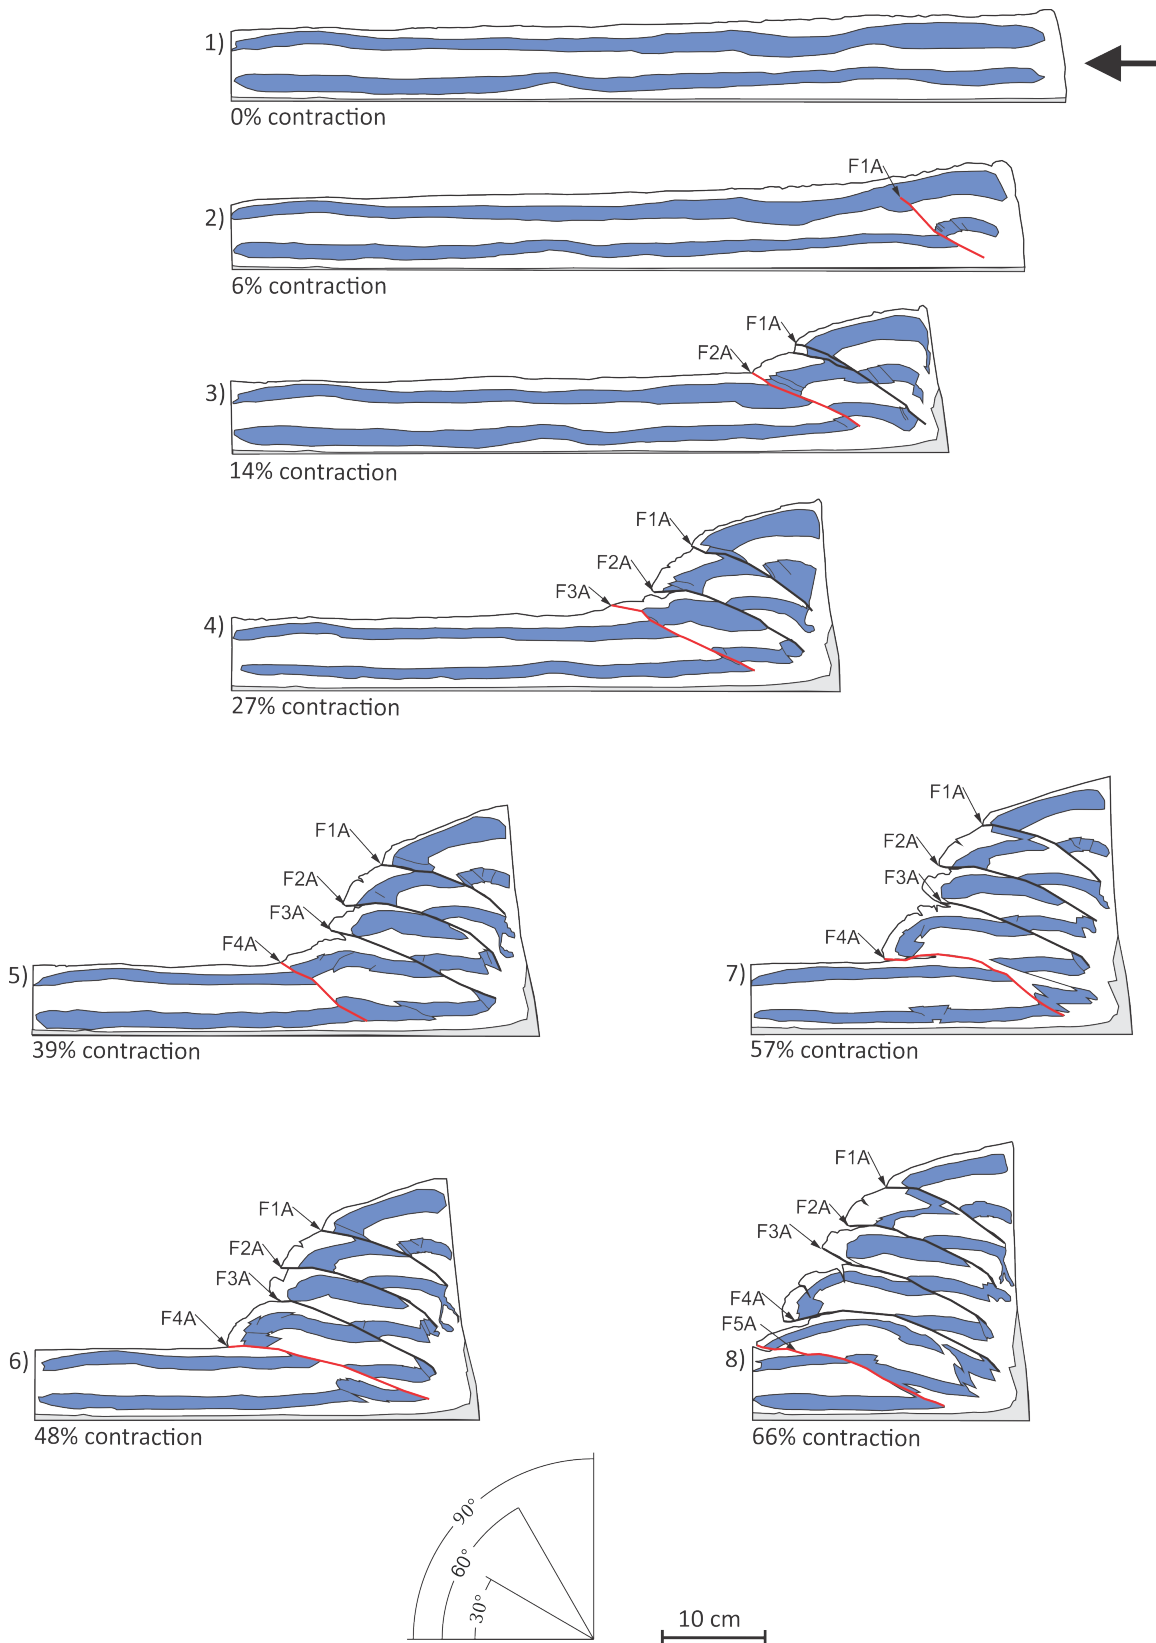 1)
0% contraction
F1A
2)
6% contraction
F1A
F2A
3)
14% contraction
F1A
F2A
F3A
4)
27% contraction
F1A
F2A
F3A
F4A
5)
39% contraction
F1A
F2A
F3A
F4A
7)
57% contraction
F1A
F2A
F3A
F4A
6)
48% contraction
F1A
F2A
F3A
F4A
F5A
8)
66% contraction
90°
60°
30°
10 cm